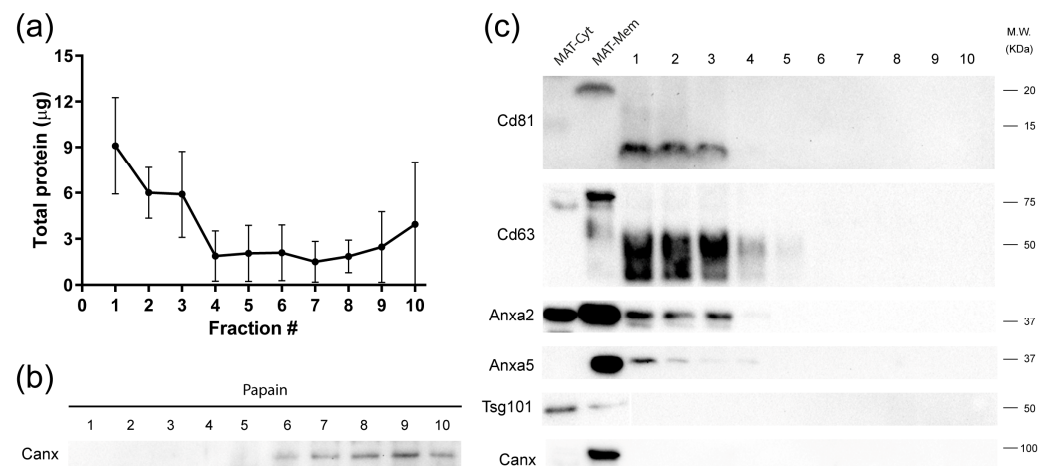 (a)
15
12
9
6
3
0
Total protein (µg)
0 1 2 3 4 5 6 7 8 9 10
Fraction #
(b)
Papain
1 2 3 4 5 6 7 8 9 10
Canx
(c)
MAT-Cyt MAT-Mem 1 2 3 4 5 6 7 8 9 10
M.W.
(KDa)
Cd81
20
15
Cd63
75
50
Anxa2
37
Anxa5
37
Tsg101
50
Canx
100